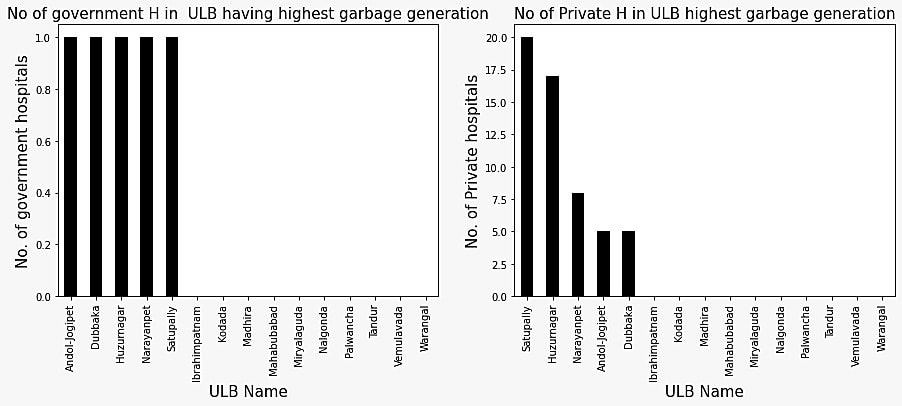 No of government H in  ULB having highest garbage generation
No. of government hospitals
1.0
0.8
0.6
0.4
0.2
0.0
Andol-Jogipet
Dubbaka
Huzurnagar
Narayanpet
Satupally
Ibrahimpatnam
Kodada
Madhira
Mahabubabad
Miryalaguda
Nalgonda
Palwancha
Tandur
Vemulavada
Warangal
ULB Name
No of Private H in ULB highest garbage generation
No. of Private hospitals
20.0
17.5
15.0
12.5
10.0
7.5
5.0
2.5
0.0
Satupally
Huzurnagar
Narayanpet
Andol-Jogipet
Dubbaka
Ibrahimpatnam
Kodada
Madhira
Mahabubabad
Miryalaguda
Nalgonda
Palwancha
Tandur
Vemulavada
Warangal
ULB Name